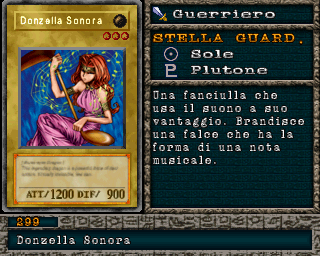 Donzella Sonora
ATT/1200 DIF/ 900
Guerriero
STELLA GUARD.
Sole
Plutone
Una fanciulla che
usa il suono a suo
vantaggio. Brandisce
una falce che ha la
forma di una nota
musicale.
299
Donzella Sonora